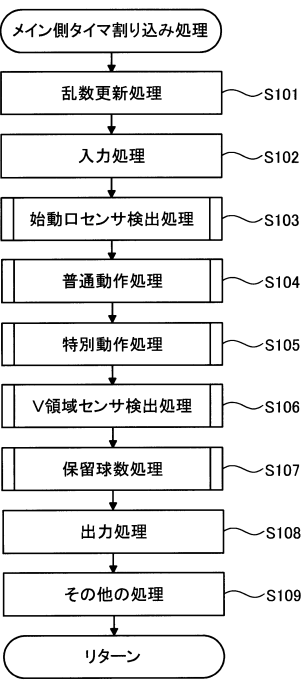 メイン側タイマ割り込み処理
乱数更新処理 S101
入力処理 S102
始動口センサ検出処理 S103
普通動作処理 S104
特別動作処理 S105
V領域センサ検出処理 S106
保留球数処理 S107
出力処理 S108
その他の処理 S109
リターン